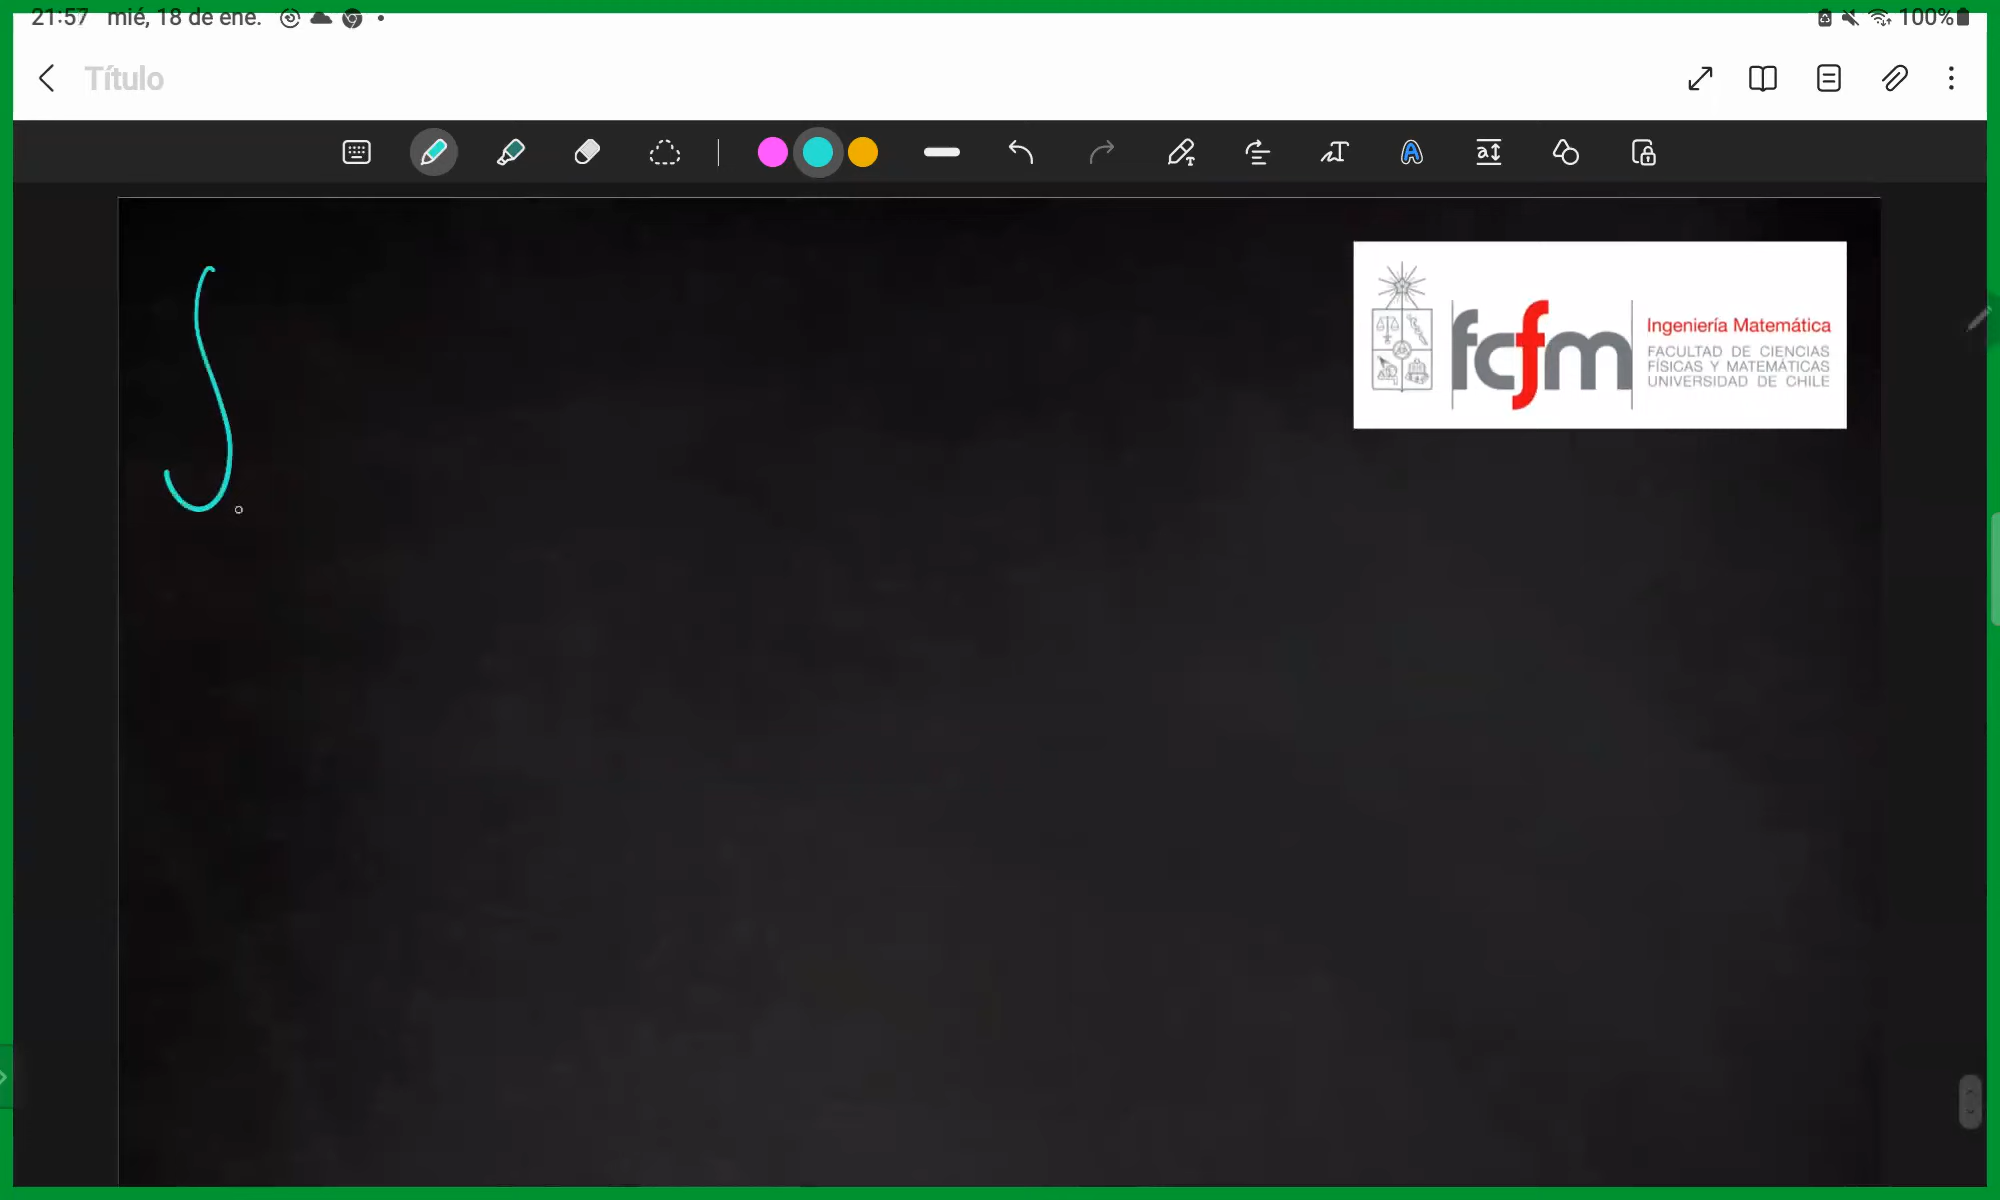 21:57 mié, 18 de ene.
100%
Título
a
A
T
∫
fcfm
Ingeniería Matemática
FACULTAD DE CIENCIAS
FÍSICAS Y MATEMÁTICAS
UNIVERSIDAD DE CHILE